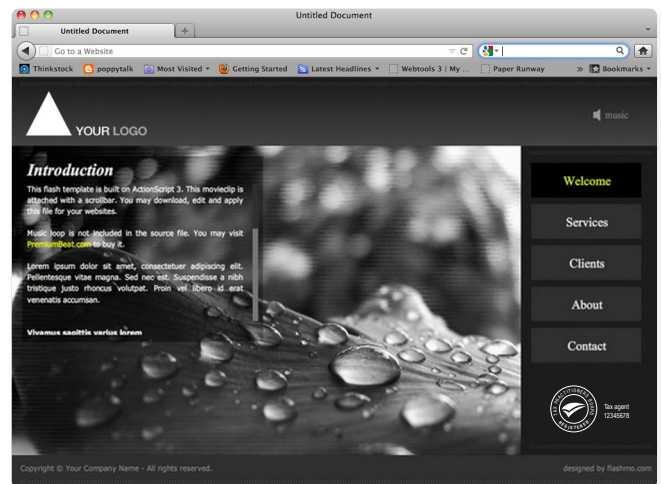 Untitled Document
Untitled Document
Go to a Website
Thinkstock poppytalk Most Visited Getting Started Latest Headlines Webtools 3 | My ... Paper Runway » Bookmarks
YOUR LOGO
music
Introduction
This flash template is built on ActionScript 3. This movieclip is
attached with a scrollbar. You may download, edit and apply
this file for your websites.
Music loop is not included in the source file. You may visit
PremiumBeat.com to buy it.
Lorem ipsum dolor sit amet, consectetuer adipiscing elit.
Pellentesque vitae magna. Sed nec est. Suspendisse a nibh
tristique justo rhoncus volutpat. Proin vel libero id erat
venenatis accumsan.
Vivamus sagittis varius lorem
Welcome
Services
Clients
About
Contact
TAX PRACTITIONERS BOARD
REGISTERED
Tax agent
12345678
Copyright © Your Company Name - All rights reserved.
designed by flashmo.com